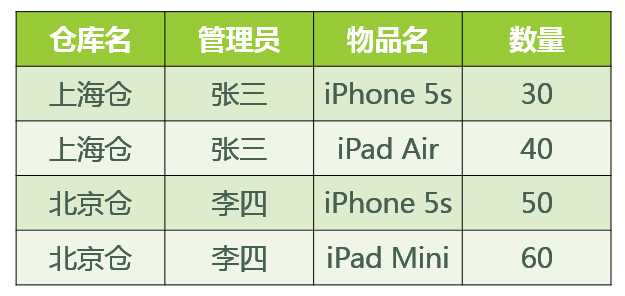 仓库名 管理员 物品名 数量
上海仓 张三 iPhone 5s 30
上海仓 张三 iPad Air 40
北京仓 李四 iPhone 5s 50
北京仓 李四 iPad Mini 60